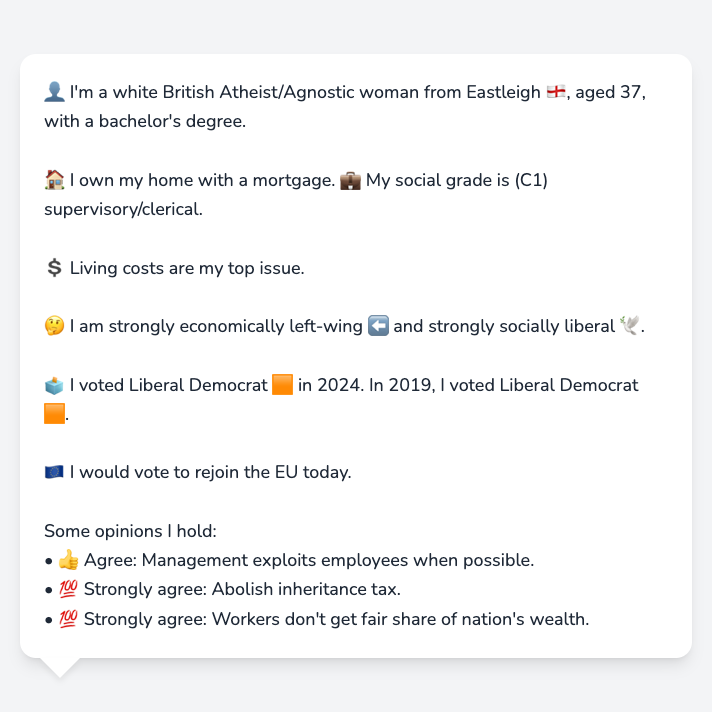 👤 I'm a white British Atheist/Agnostic woman from Eastleigh 🏴󠁧󠁢󠁥󠁮󠁧󠁿, aged 37,
with a bachelor's degree.
🏠 I own my home with a mortgage. 💼 My social grade is (C1)
supervisory/clerical.
💲 Living costs are my top issue.
🤔 I am strongly economically left-wing ⬅️ and strongly socially liberal 🕊️.
🗳️ I voted Liberal Democrat 🟧 in 2024. In 2019, I voted Liberal Democrat
🟧.
🇪🇺 I would vote to rejoin the EU today.
Some opinions I hold:
• 👍 Agree: Management exploits employees when possible.
• 💯 Strongly agree: Abolish inheritance tax.
• 💯 Strongly agree: Workers don't get fair share of nation's wealth.